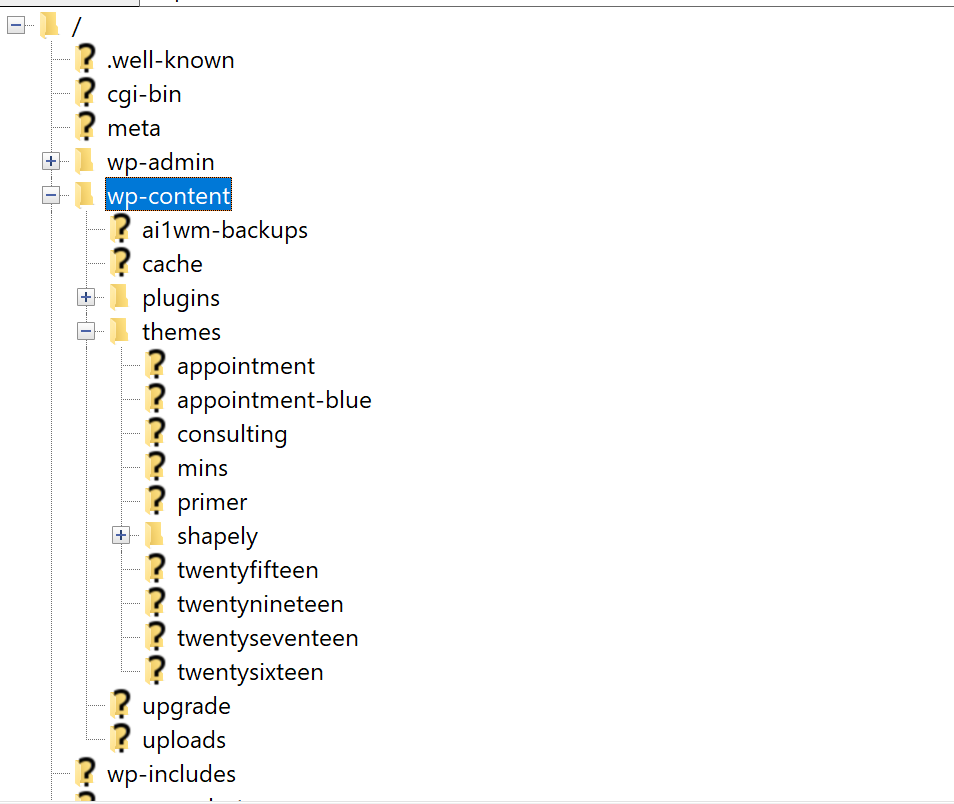 /
.well-known
cgi-bin
meta
wp-admin
wp-content
ai1wm-backups
cache
plugins
themes
appointment
appointment-blue
consulting
mins
primer
shapely
twentyfifteen
twentynineteen
twentyseventeen
twentysixteen
upgrade
uploads
wp-includes